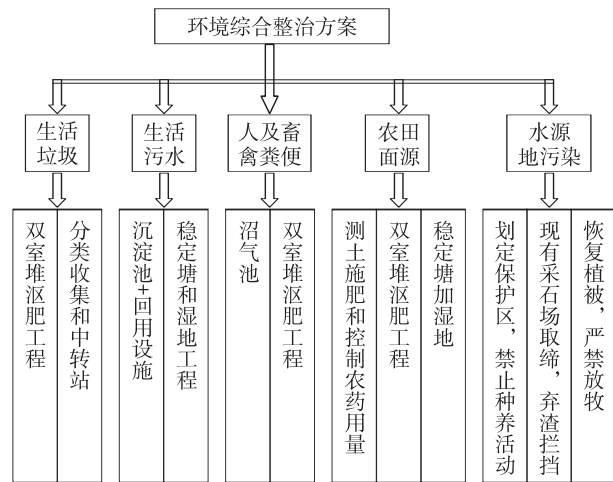 环境综合整治方案
生活
垃圾
生活
污水
人及畜
禽粪便
农田
面源
水源
地污染
双室堆沤肥工程
分类收集和中转站
沉淀池+回用设施
稳定塘和湿地工程
沼气池
双室堆沤肥工程
测土施肥和控制农药用量
双室堆沤肥工程
稳定塘加湿地
划定保护区，禁止种养活动
现有采石场取缔，弃渣拦挡
恢复植被，严禁放牧